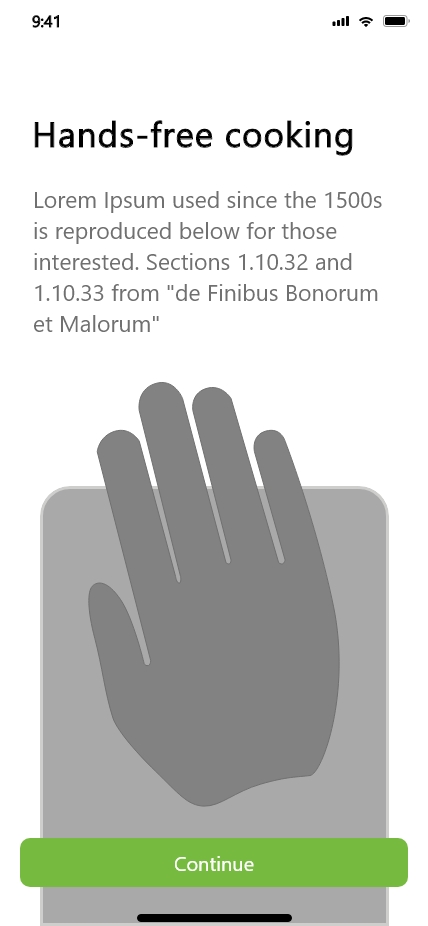 9:41
Hands-free cooking
Lorem Ipsum used since the 1500s
is reproduced below for those
interested. Sections 1.10.32 and
1.10.33 from "de Finibus Bonorum
et Malorum"
Continue